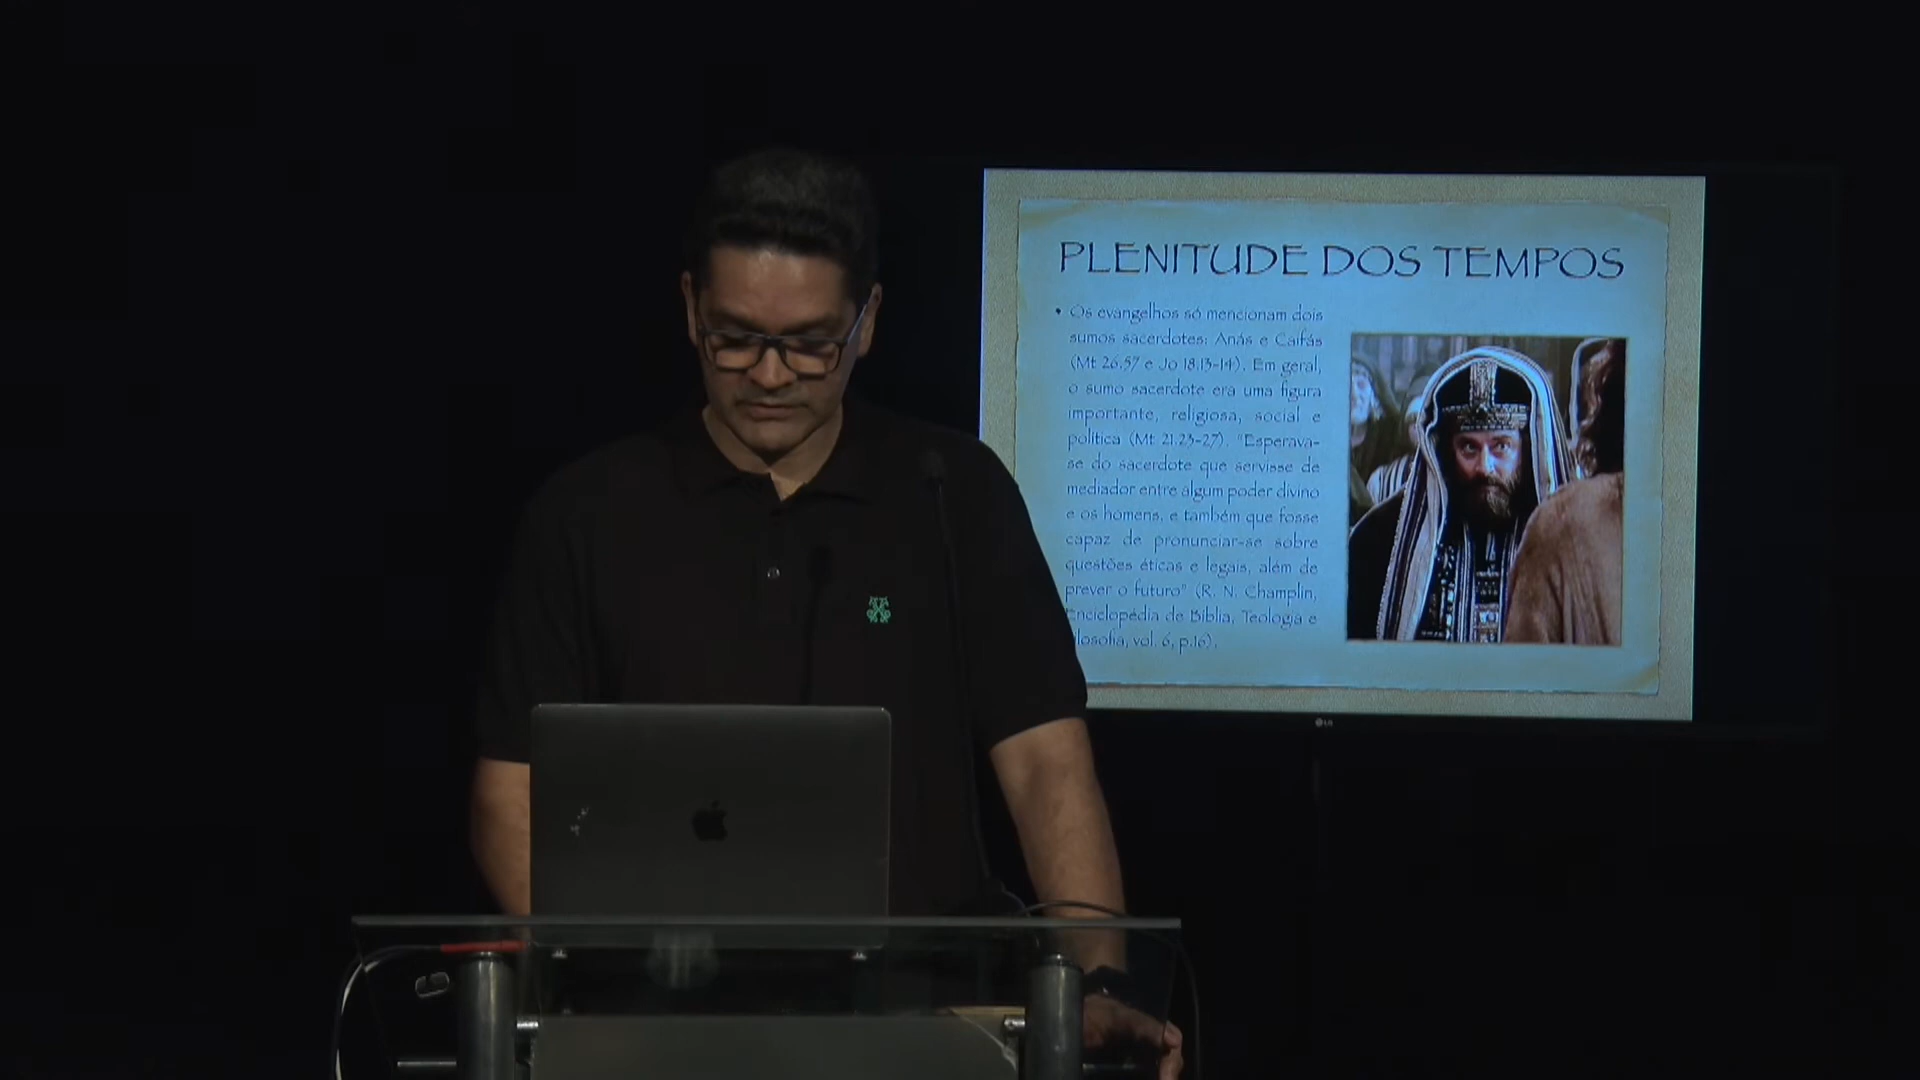 PLENITUDE DOS TEMPOS
• Os evangelhos só mencionam dois
sumos sacerdotes: Anás e Caifás
(Mt 26.57 e Jo 18.13-14). Em geral,
o sumo sacerdote era uma figura
importante, religiosa, social e
política (Mt 21.23-27). "Esperava-
se do sacerdote que servisse de
mediador entre algum poder divino
e os homens, e também que fosse
capaz de pronunciar-se sobre
questões éticas e legais, além de
prever o futuro" (R. N. Champlin,
Enciclopédia de Bíblia, Teologia e
losofia, vol. 6, p.16).
LG